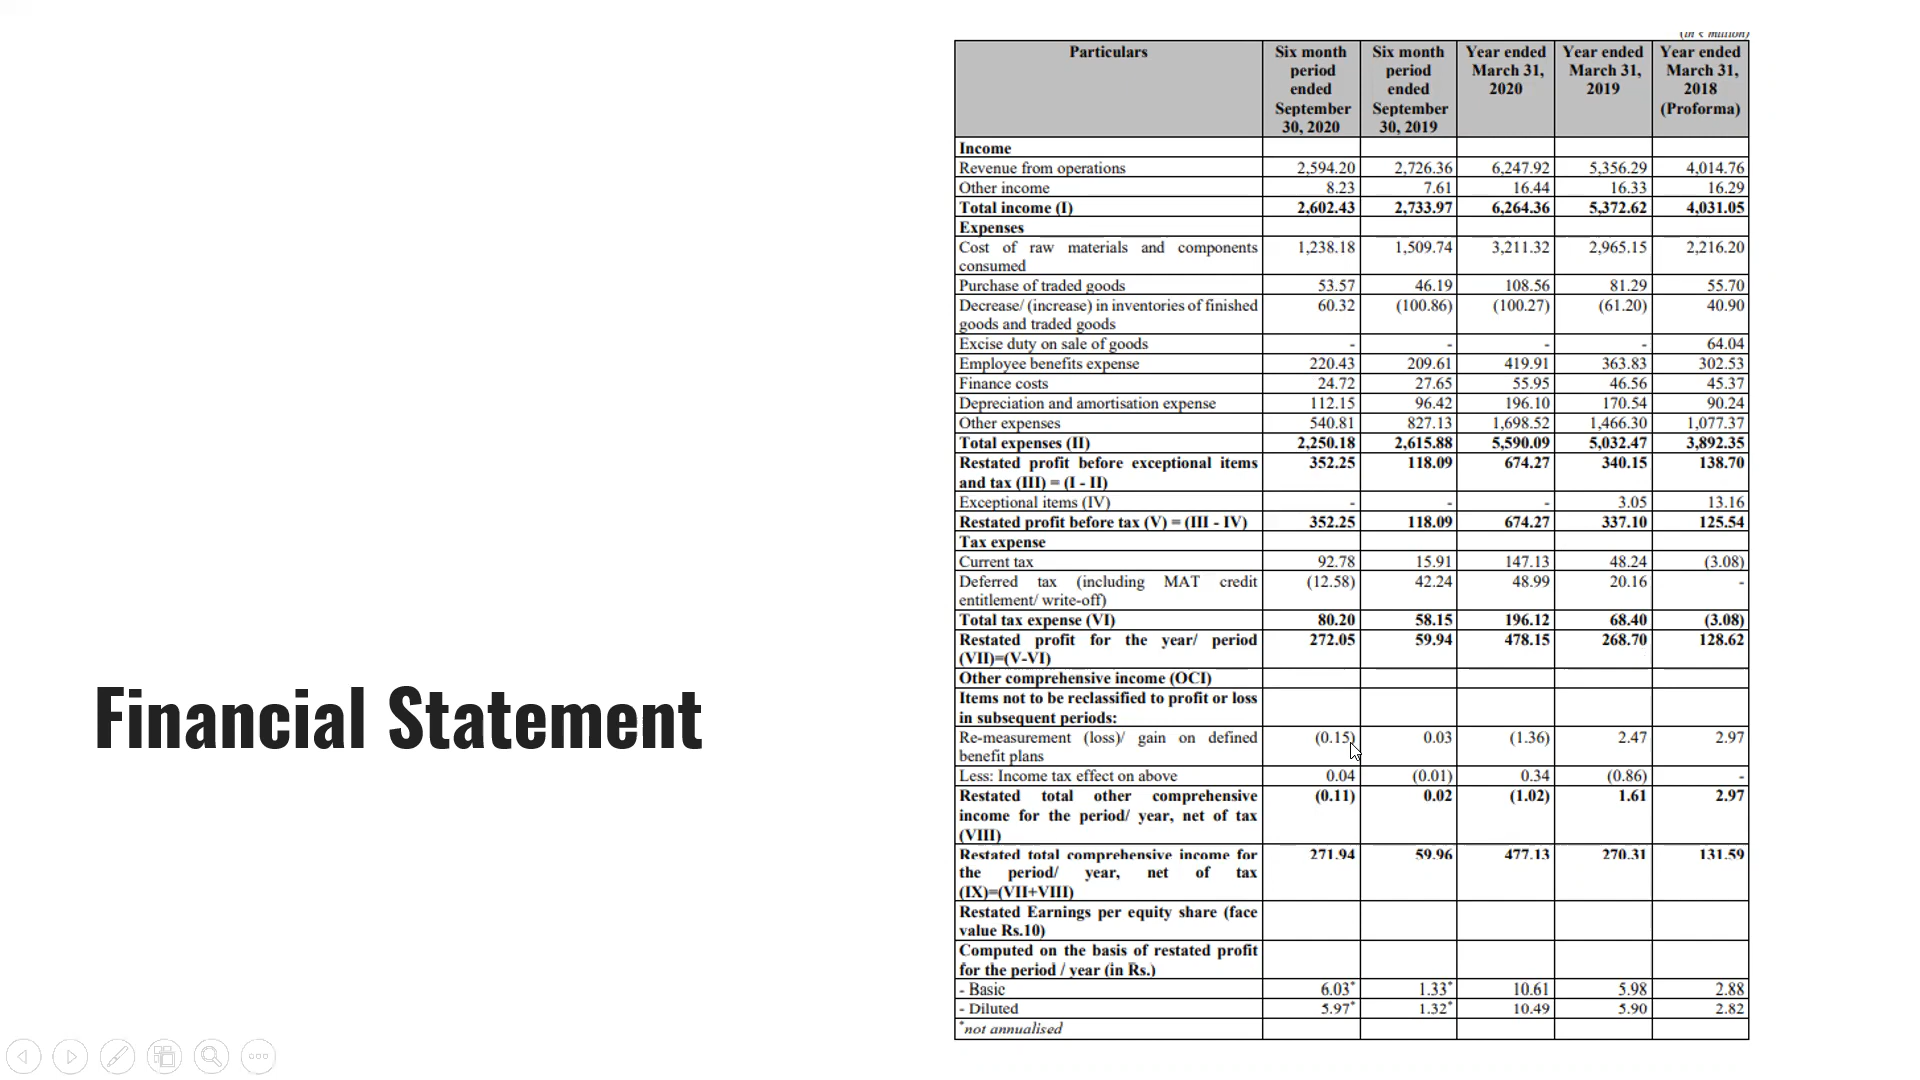 Financial Statement
(in ₹ million)
Particulars Six month period ended September 30, 2020 Six month period ended September 30, 2019 Year ended March 31, 2020 Year ended March 31, 2019 Year ended March 31, 2018 (Proforma)
Income
Revenue from operations 2,594.20 2,726.36 6,247.92 5,356.29 4,014.76
Other income 8.23 7.61 16.44 16.33 16.29
Total income (I) 2,602.43 2,733.97 6,264.36 5,372.62 4,031.05
Expenses
Cost of raw materials and components 1,238.18 1,509.74 3,211.32 2,965.15 2,216.20
consumed
Purchase of traded goods 53.57 46.19 108.56 81.29 55.70
Decrease/ (increase) in inventories of finished 60.32 (100.86) (100.27) (61.20) 40.90
goods and traded goods
Excise duty on sale of goods - - - - 64.04
Employee benefits expense 220.43 209.61 419.91 363.83 302.53
Finance costs 24.72 27.65 55.95 46.56 45.37
Depreciation and amortisation expense 112.15 96.42 196.10 170.54 90.24
Other expenses 540.81 827.13 1,698.52 1,466.30 1,077.37
Total expenses (II) 2,250.18 2,615.88 5,590.09 5,032.47 3,892.35
Restated profit before exceptional items 352.25 118.09 674.27 340.15 138.70
and tax (III) = (I - II)
Exceptional items (IV) - - - 3.05 13.16
Restated profit before tax (V) = (III - IV) 352.25 118.09 674.27 337.10 125.54
Tax expense
Current tax 92.78 15.91 147.13 48.24 (3.08)
Deferred tax (including MAT credit (12.58) 42.24 48.99 20.16 -
entitlement/ write-off)
Total tax expense (VI) 80.20 58.15 196.12 68.40 (3.08)
Restated profit for the year/ period 272.05 59.94 478.15 268.70 128.62
(VII)=(V-VI)
Other comprehensive income (OCI)
Items not to be reclassified to profit or loss
in subsequent periods:
Re-measurement (loss)/ gain on defined (0.15) 0.03 (1.36) 2.47 2.97
benefit plans
Less: Income tax effect on above 0.04 (0.01) 0.34 (0.86) -
Restated total other comprehensive (0.11) 0.02 (1.02) 1.61 2.97
income for the period/ year, net of tax
(VIII)
Restated total comprehensive income for 271.94 59.96 477.13 270.31 131.59
the period/ year, net of tax
(IX)=(VII+VIII)
Restated Earnings per equity share (face
value Rs.10)
Computed on the basis of restated profit
for the period / year (in Rs.)
- Basic 6.03* 1.33* 10.61 5.98 2.88
- Diluted 5.97* 1.32* 10.49 5.90 2.82
*not annualised